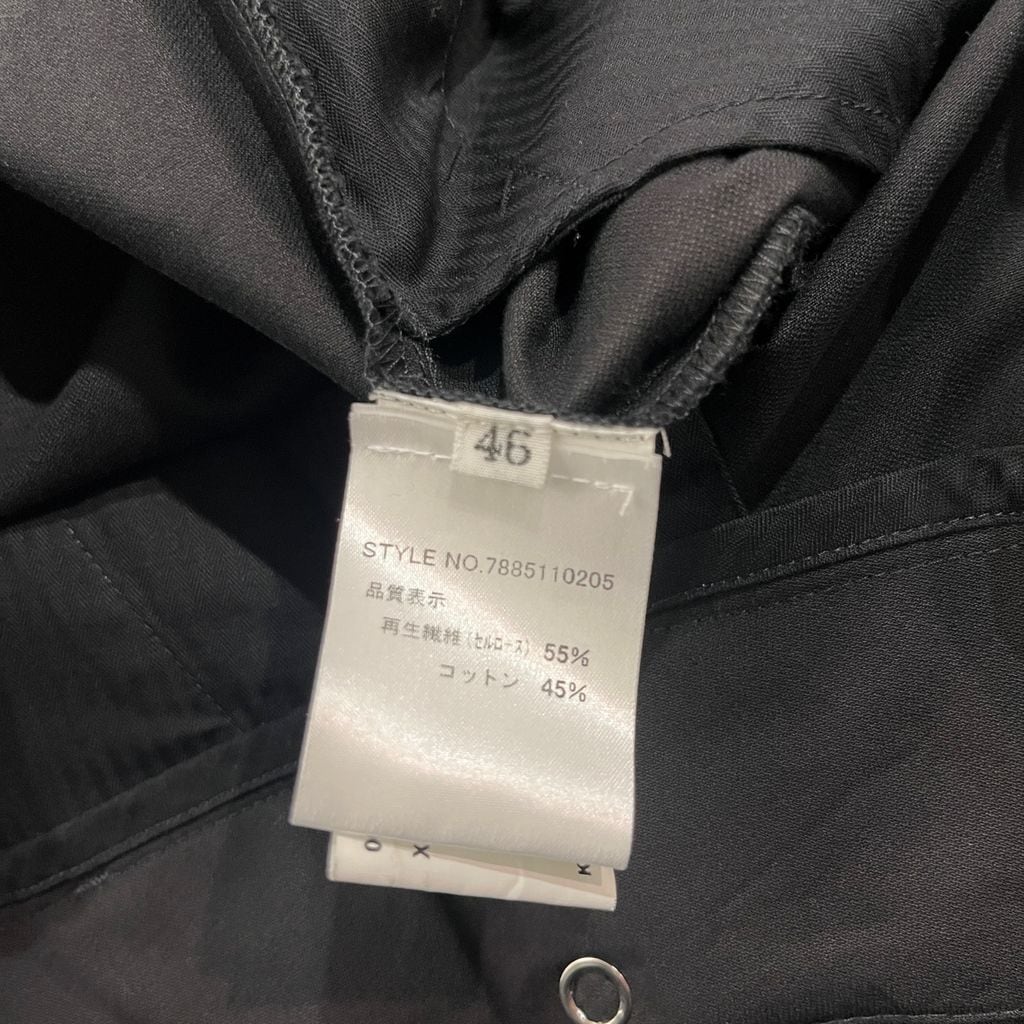 46
STYLE NO.7885110205
品質表示
再生繊維(セルロース) 55%
コットン 45%
O
X
K